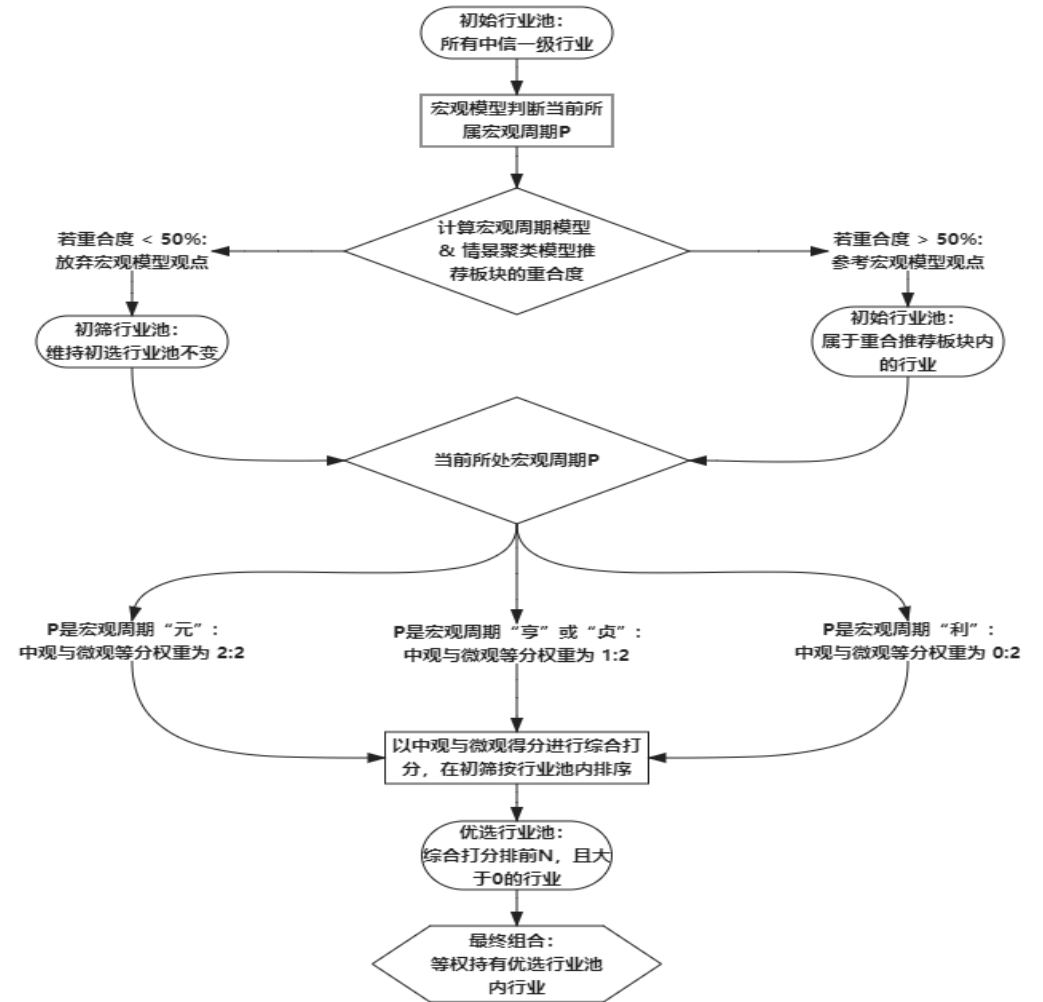 初始行业池：
所有中信一级行业
宏观模型判断当前所
属宏观周期P
计算宏观周期模型
& 情景聚类模型推
荐板块的重合度
若重合度 < 50%:
放弃宏观模型观点
若重合度 > 50%:
参考宏观模型观点
初筛行业池：
维持初选行业池不变
初始行业池：
属于重合推荐板块内
的行业
当前所处宏观周期P
P是宏观周期“元”：
中观与微观等分权重为 2:2
P是宏观周期“亨”或“贞”：
中观与微观等分权重为 1:2
P是宏观周期“利”：
中观与微观等分权重为 0:2
以中观与微观得分进行综合打
分，在初筛按行业池内排序
优选行业池：
综合打分排前N，且大
于0的行业
最终组合：
等权持有优选行业池
内行业